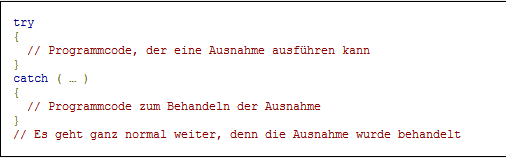 try
{
// Programmcode, der eine Ausnahme ausführen kann
}
catch ( … )
{
// Programmcode zum Behandeln der Ausnahme
}
// Es geht ganz normal weiter, denn die Ausnahme wurde behandelt